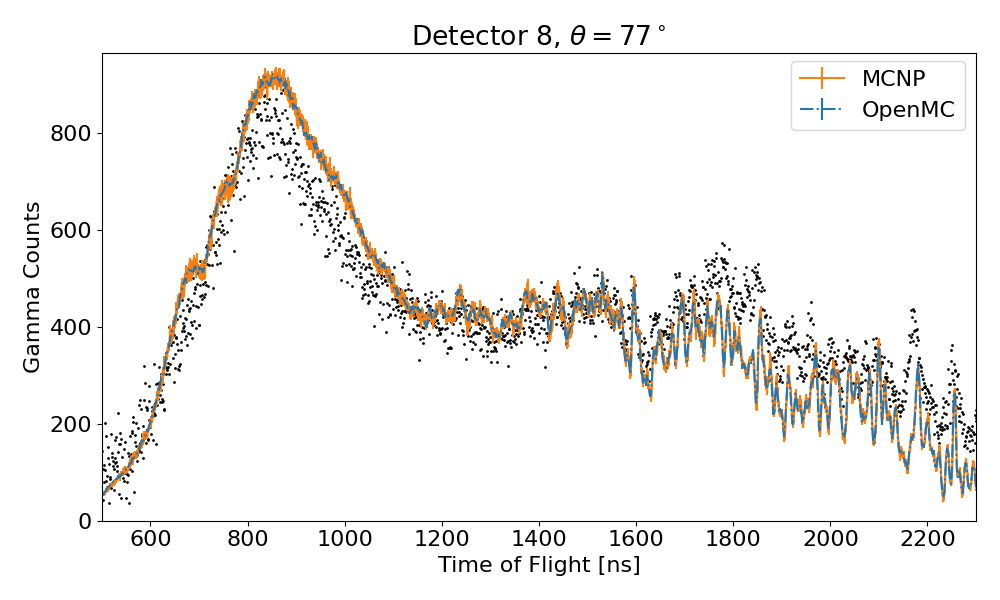 Detector 8, θ = 77°
MCNP
OpenMC
Gamma Counts
800
600
400
200
0
600 800 1000 1200 1400 1600 1800 2000 2200
Time of Flight [ns]